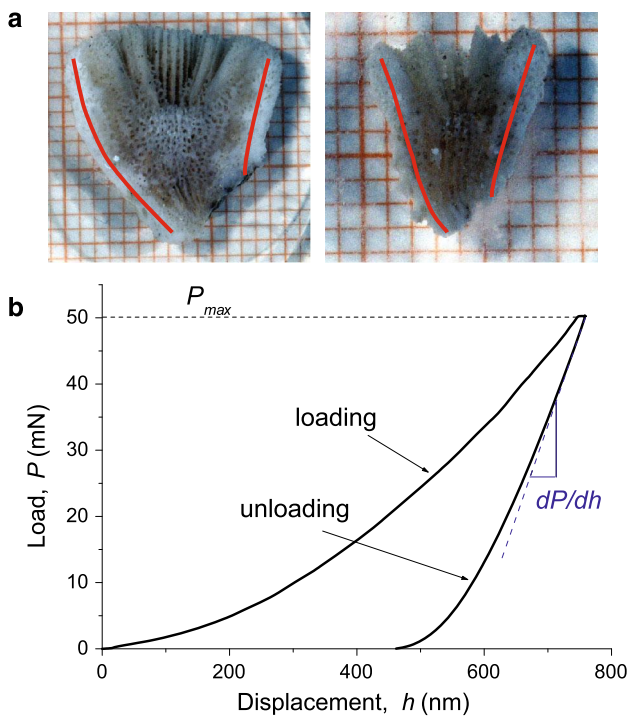 a
b
P_max
50
40
30
20
10
0
Load, P (mN)
loading
unloading
dP/dh
0
200
400
600
800
Displacement, h (nm)